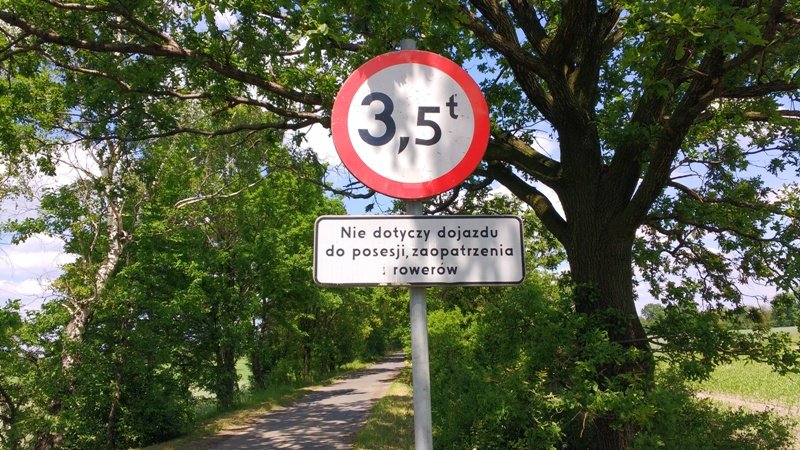 3,5t
Nie dotyczy dojazdu
do posesji, zaopatrzenia
i rowerów